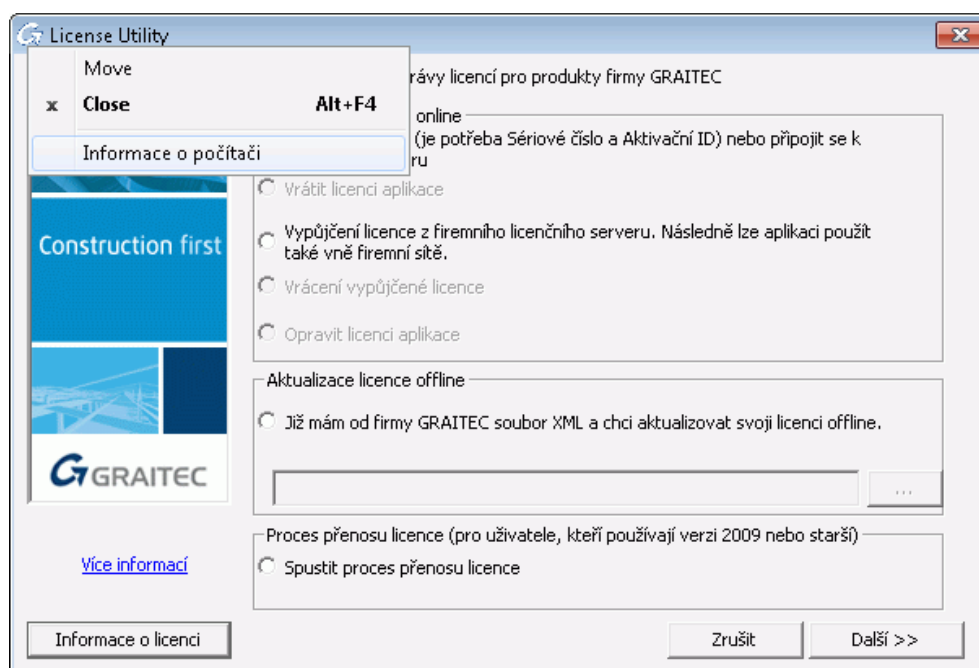 License Utility
Move
x Close Alt+F4
Informace o počítači
rávy licencí pro produkty firmy GRAITEC
online
(je potřeba Sériové číslo a Aktivační ID) nebo připojit se k
ru
Vrátit licenci aplikace
Vypůjčení licence z firemního licenčního serveru. Následně lze aplikaci použít
také vně firemní sítě.
Vrácení vypůjčené licence
Opravit licenci aplikace
Construction first
GRAITEC
Aktualizace licence offline
Již mám od firmy GRAITEC soubor XML a chci aktualizovat svoji licenci offline.
...
Proces přenosu licence (pro uživatele, kteří používají verzi 2009 nebo starší)
Spustit proces přenosu licence
Více informací
Informace o licenci
Zrušit
Další >>